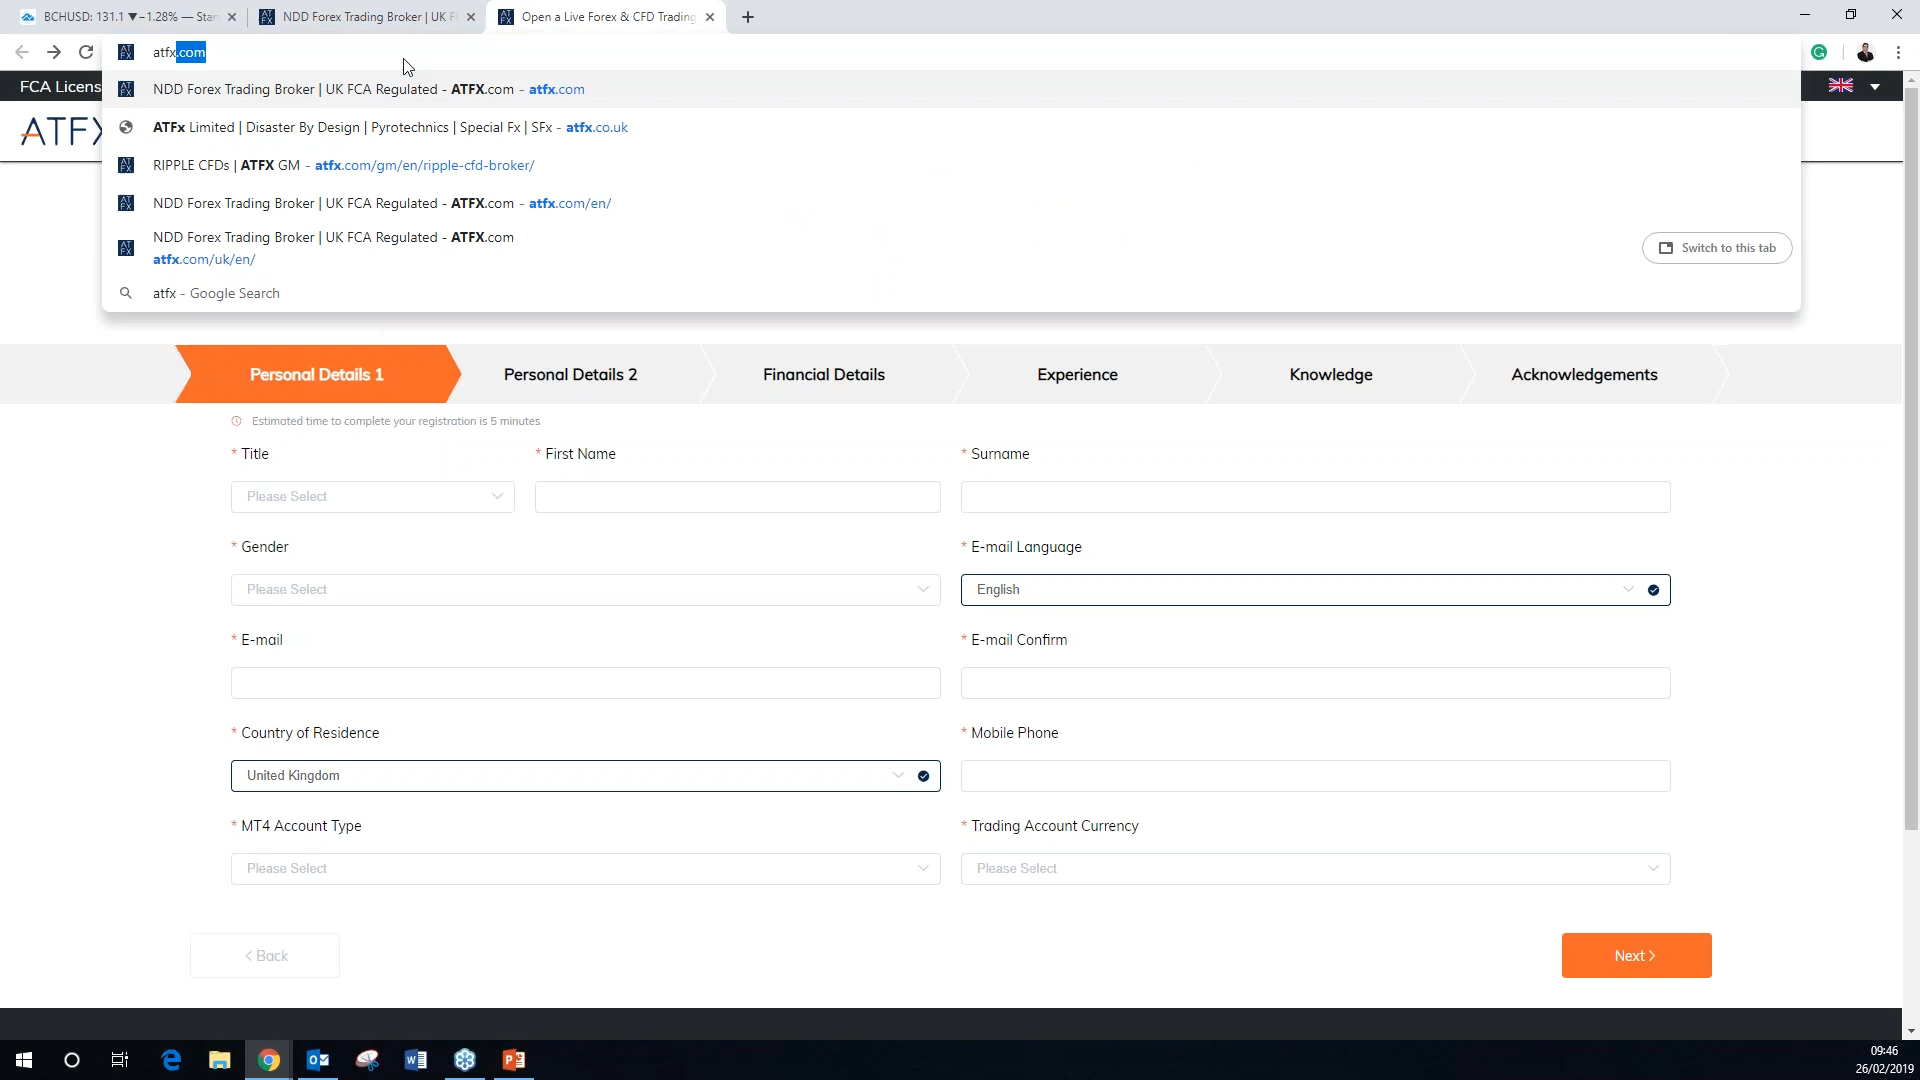 BCHUSD: 131.1 ▼−1.28% — Star
NDD Forex Trading Broker | UK F
Open a Live Forex & CFD Trading
atfx.com
FCA Licens
NDD Forex Trading Broker | UK FCA Regulated - ATFX.com - atfx.com
ATFx Limited | Disaster By Design | Pyrotechnics | Special Fx | SFx - atfx.co.uk
ATFX
RIPPLE CFDs | ATFX GM - atfx.com/gm/en/ripple-cfd-broker/
NDD Forex Trading Broker | UK FCA Regulated - ATFX.com - atfx.com/en/
NDD Forex Trading Broker | UK FCA Regulated - ATFX.com
atfx.com/uk/en/
Switch to this tab
atfx - Google Search
Personal Details 1
Personal Details 2
Financial Details
Experience
Knowledge
Acknowledgements
Estimated time to complete your registration is 5 minutes
* Title
* First Name
* Surname
Please Select
* Gender
* E-mail Language
Please Select
English
* E-mail
* E-mail Confirm
* Country of Residence
* Mobile Phone
United Kingdom
* MT4 Account Type
* Trading Account Currency
Please Select
Please Select
< Back
Next >
09:46
26/02/2019